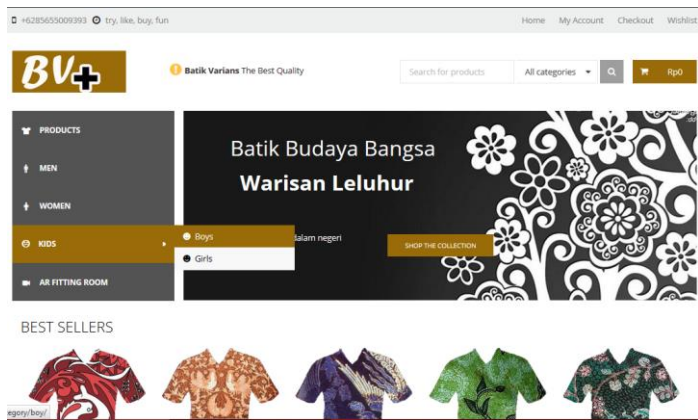 +6285655009393 try, like, buy, fun
Home My Account Checkout Wishlist
BV+
Batik Varians The Best Quality
Search for products
All categories
Rp0
PRODUCTS
MEN
WOMEN
KIDS
Boys
Girls
AR FITTING ROOM
Batik Budaya Bangsa
Warisan Leluhur
dalam negeri
SHOP THE COLLECTION
BEST SELLERS
egory/boy/